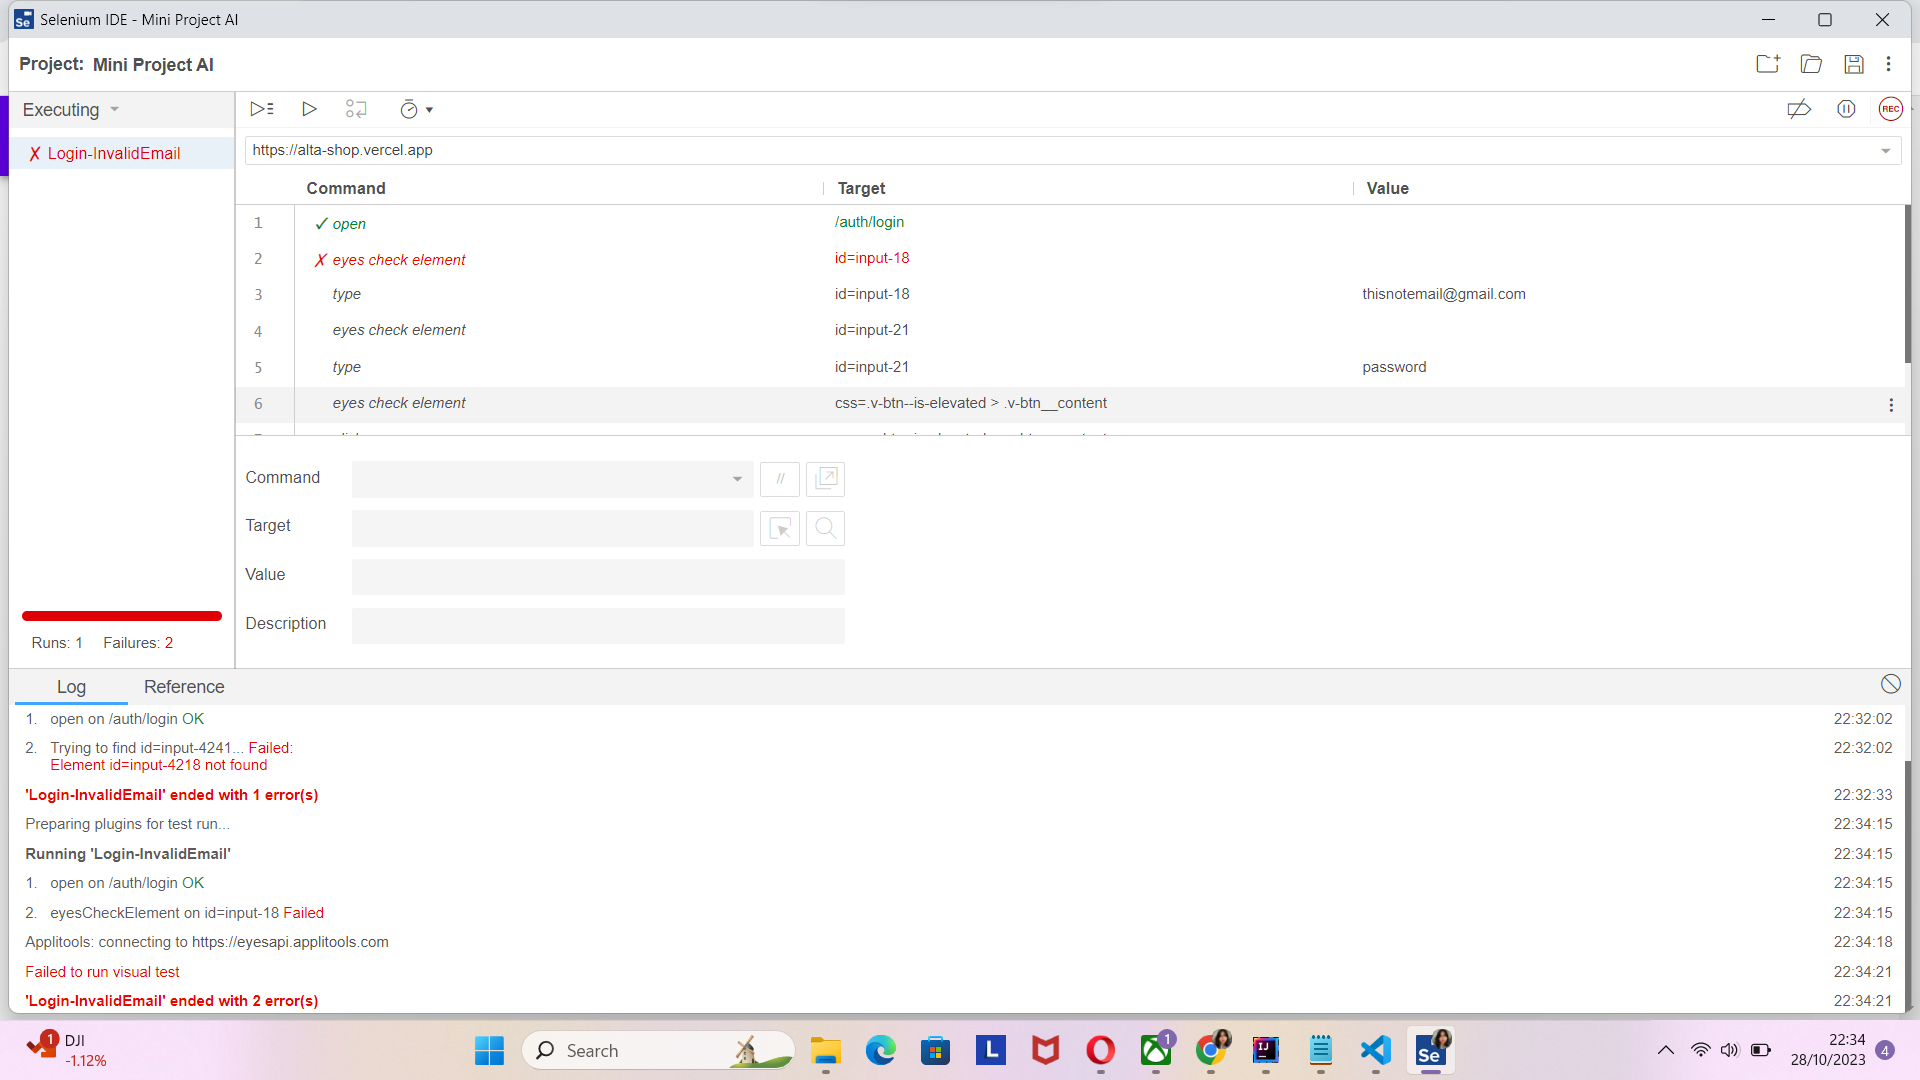 Selenium IDE - Mini Project AI
Project: Mini Project AI
Executing
https://alta-shop.vercel.app
Login-InvalidEmail
Command Target Value
1 ✓ open /auth/login
2 ✗ eyes check element id=input-18
3 type id=input-18 thisnotemail@gmail.com
4 eyes check element id=input-21
5 type id=input-21 password
6 eyes check element css=.v-btn--is-elevated > .v-btn__content
Command //
Target
Value
Description
Runs: 1 Failures: 2
Log Reference
1. open on /auth/login OK 22:32:02
2. Trying to find id=input-4241... Failed: 22:32:02
Element id=input-4218 not found
'Login-InvalidEmail' ended with 1 error(s) 22:32:33
Preparing plugins for test run... 22:34:15
Running 'Login-InvalidEmail' 22:34:15
1. open on /auth/login OK 22:34:15
2. eyesCheckElement on id=input-18 Failed 22:34:15
Applitools: connecting to https://eyesapi.applitools.com 22:34:18
Failed to run visual test 22:34:21
'Login-InvalidEmail' ended with 2 error(s) 22:34:21
REC
1
DJI
-1.12%
Search
L
1
IJ
Se
22:34
28/10/2023
4